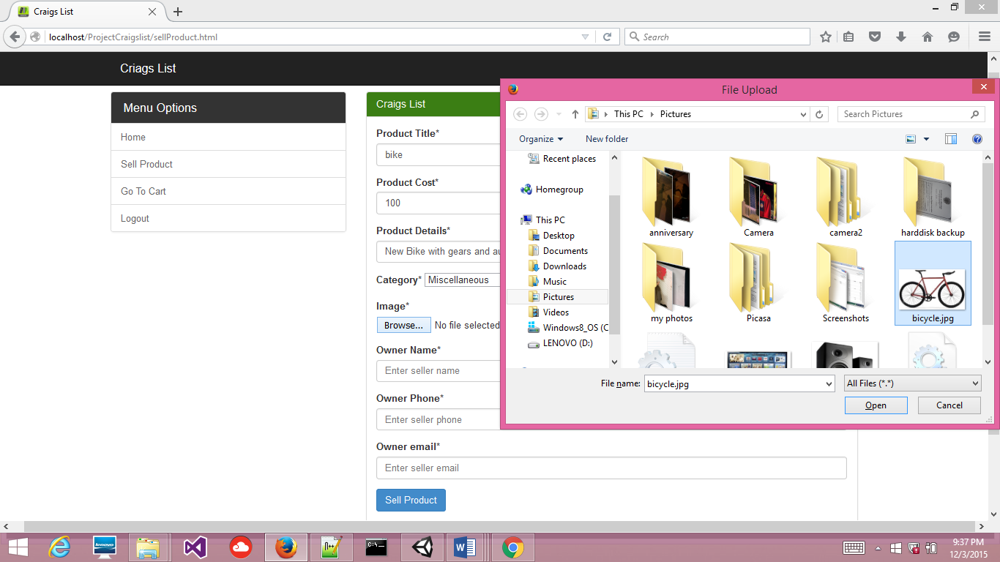 Craigs List
localhost/ProjectCraigslist/sellProduct.html
Search
Criags List
Menu Options
Home
Sell Product
Go To Cart
Logout
Craigs List
Product Title*
bike
Product Cost*
100
Product Details*
New Bike with gears and au
Category* Miscellaneous
Image*
Browse... No file selected
Owner Name*
Enter seller name
Owner Phone*
Enter seller phone
Owner email*
Enter seller email
Sell Product
File Upload
This PC Pictures
Search Pictures
Organize New folder
Recent places
Homegroup
This PC
Desktop
Documents
Downloads
Music
Pictures
Videos
Windows8_OS (C
LENOVO (D:)
anniversary Camera camera2 harddisk backup
my photos Picasa Screenshots bicycle.jpg
File name: bicycle.jpg All Files (*.*)
Open Cancel
lenovo
9:37 PM
12/3/2015